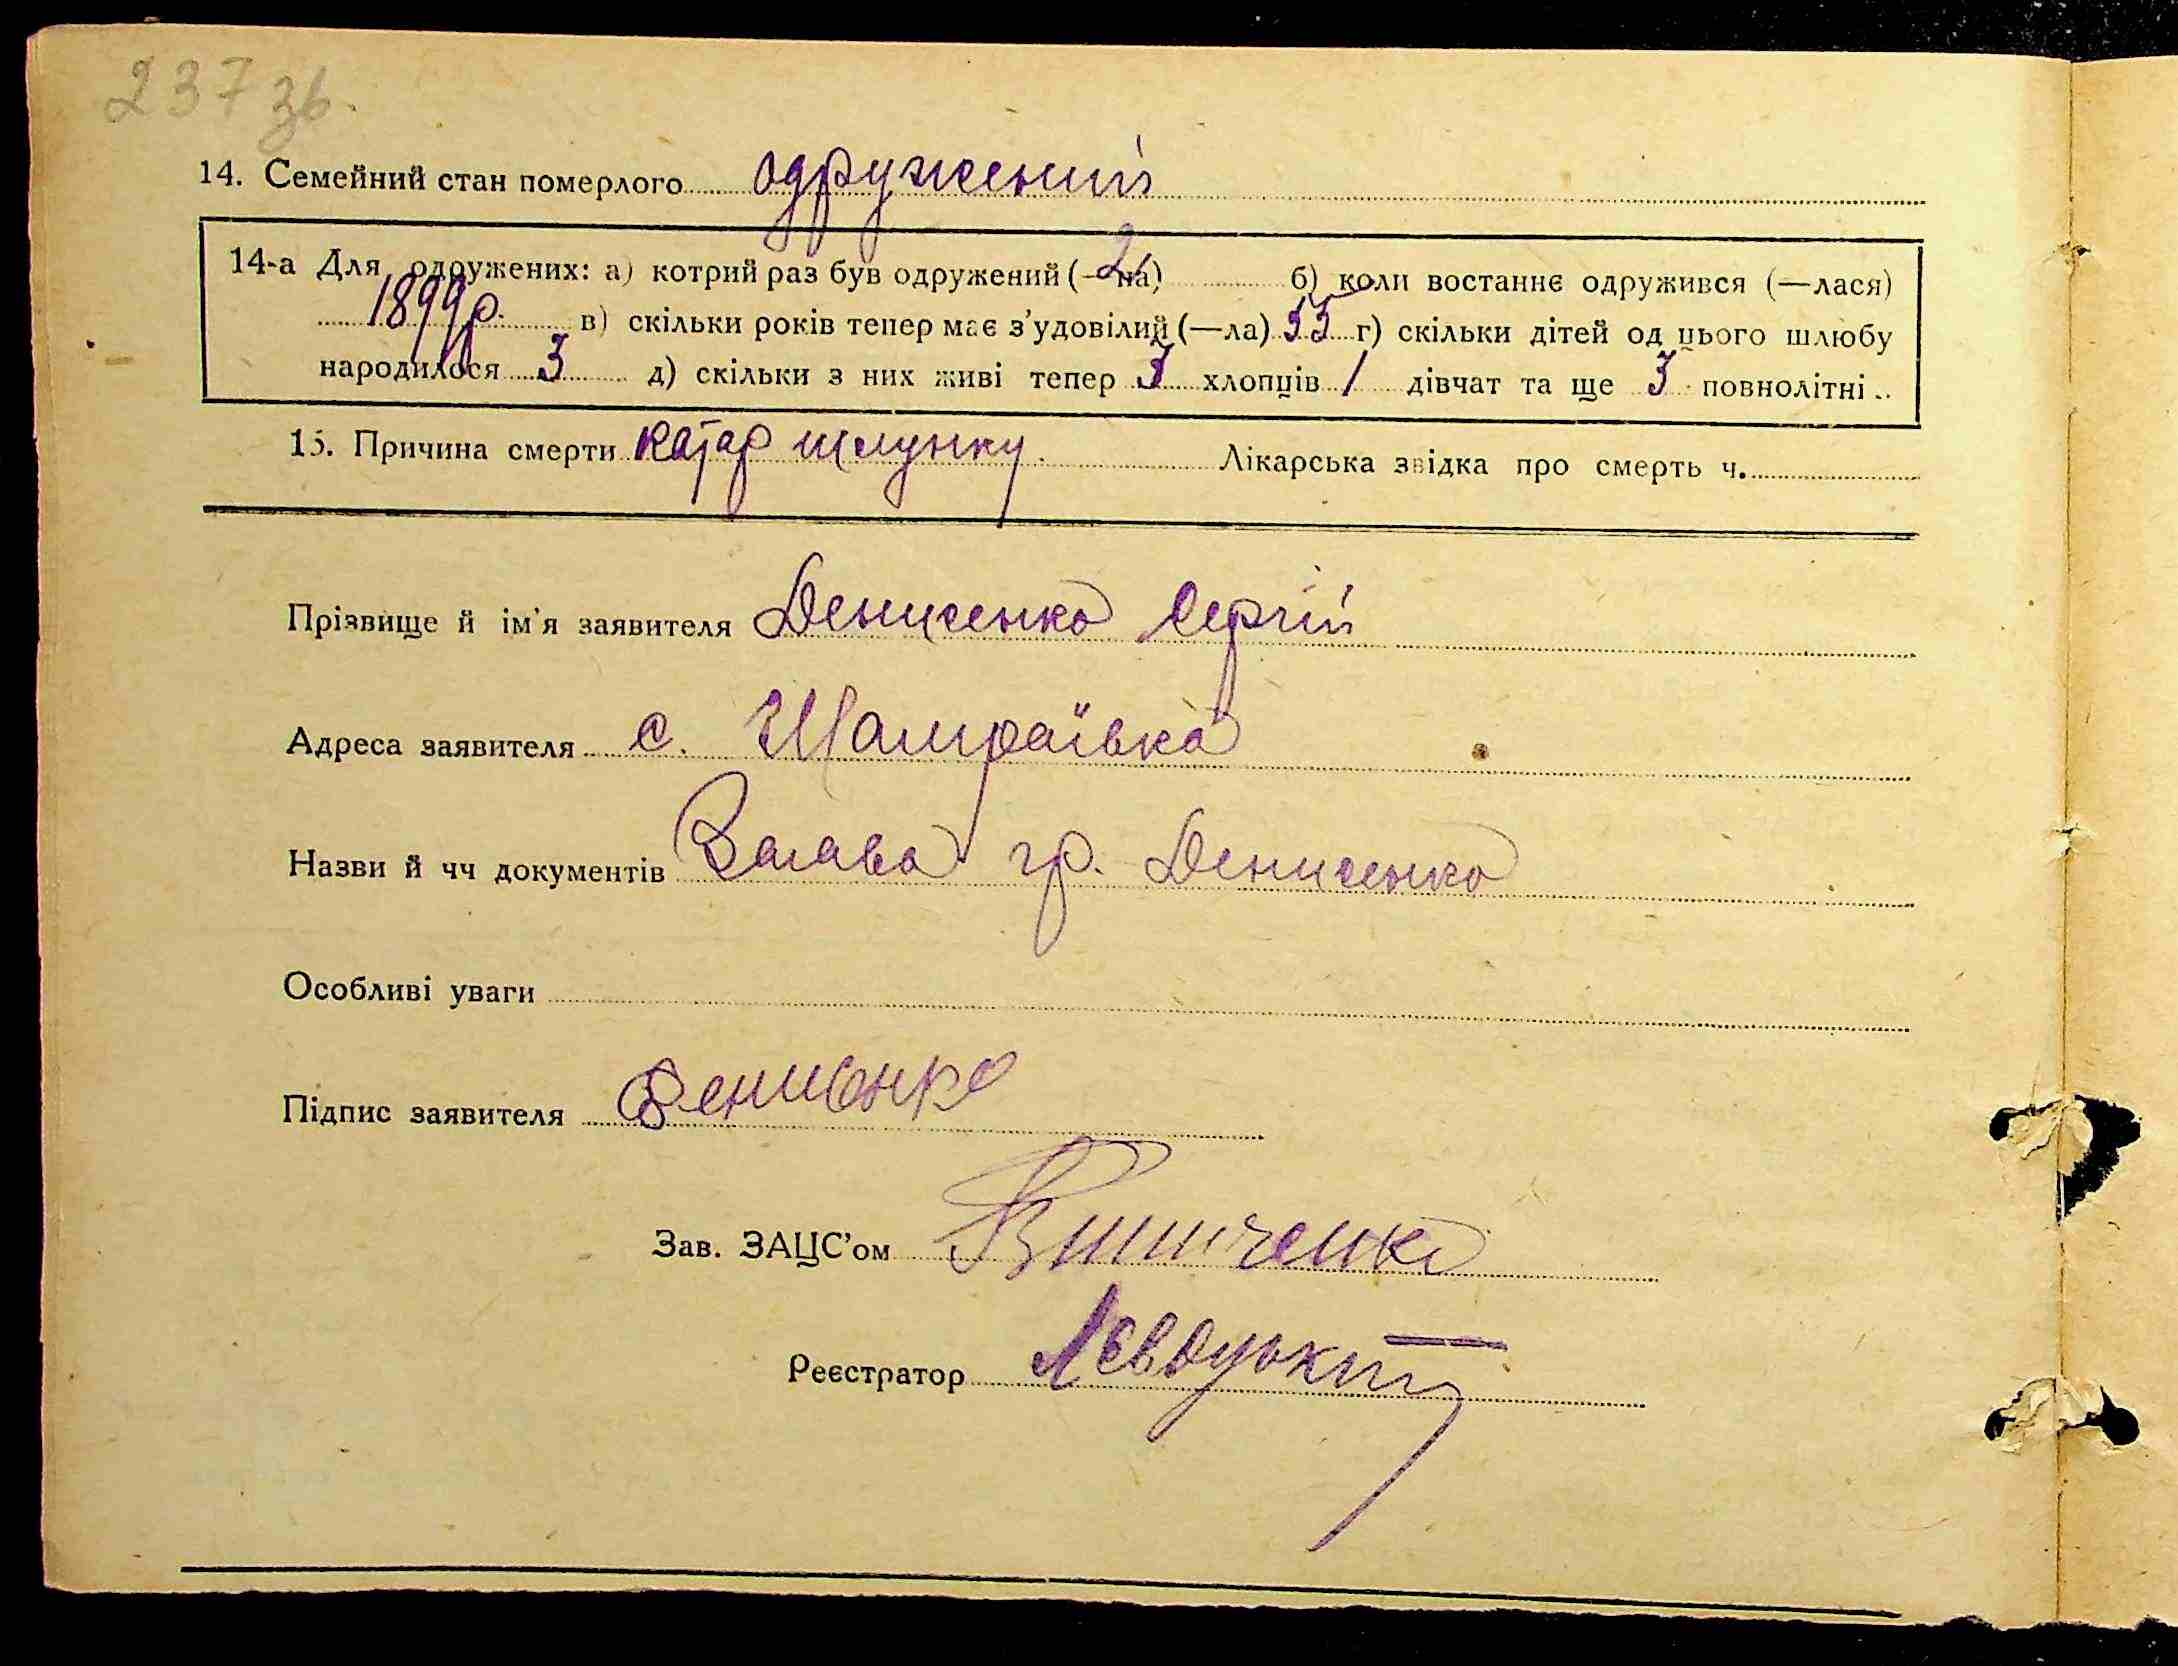 237 зв.
14. Семейний стан померлого одружений
14-а Для одружених: а) котрий раз був одружений (—на) 2 б) коли востаннє одружився (—лася)
1899р. в) скільки років тепер має з'удовілий (—ла) 55 г) скільки дітей од цього шлюбу
народилося 3 д) скільки з них живі тепер 3 хлопців 1 дівчат та ще 3 повнолітні..
15. Причина смерти катар шлунку. Лікарська звідка про смерть ч.
Прізвище й ім'я заявителя Денисенко Сергій
Адреса заявителя с. Шамраївка
Назви й чч документів Заява гр. Денисенко
Особливі уваги
Підпис заявителя Денисенко
Зав. ЗАЦС'ом Винниченко
Реєстратор